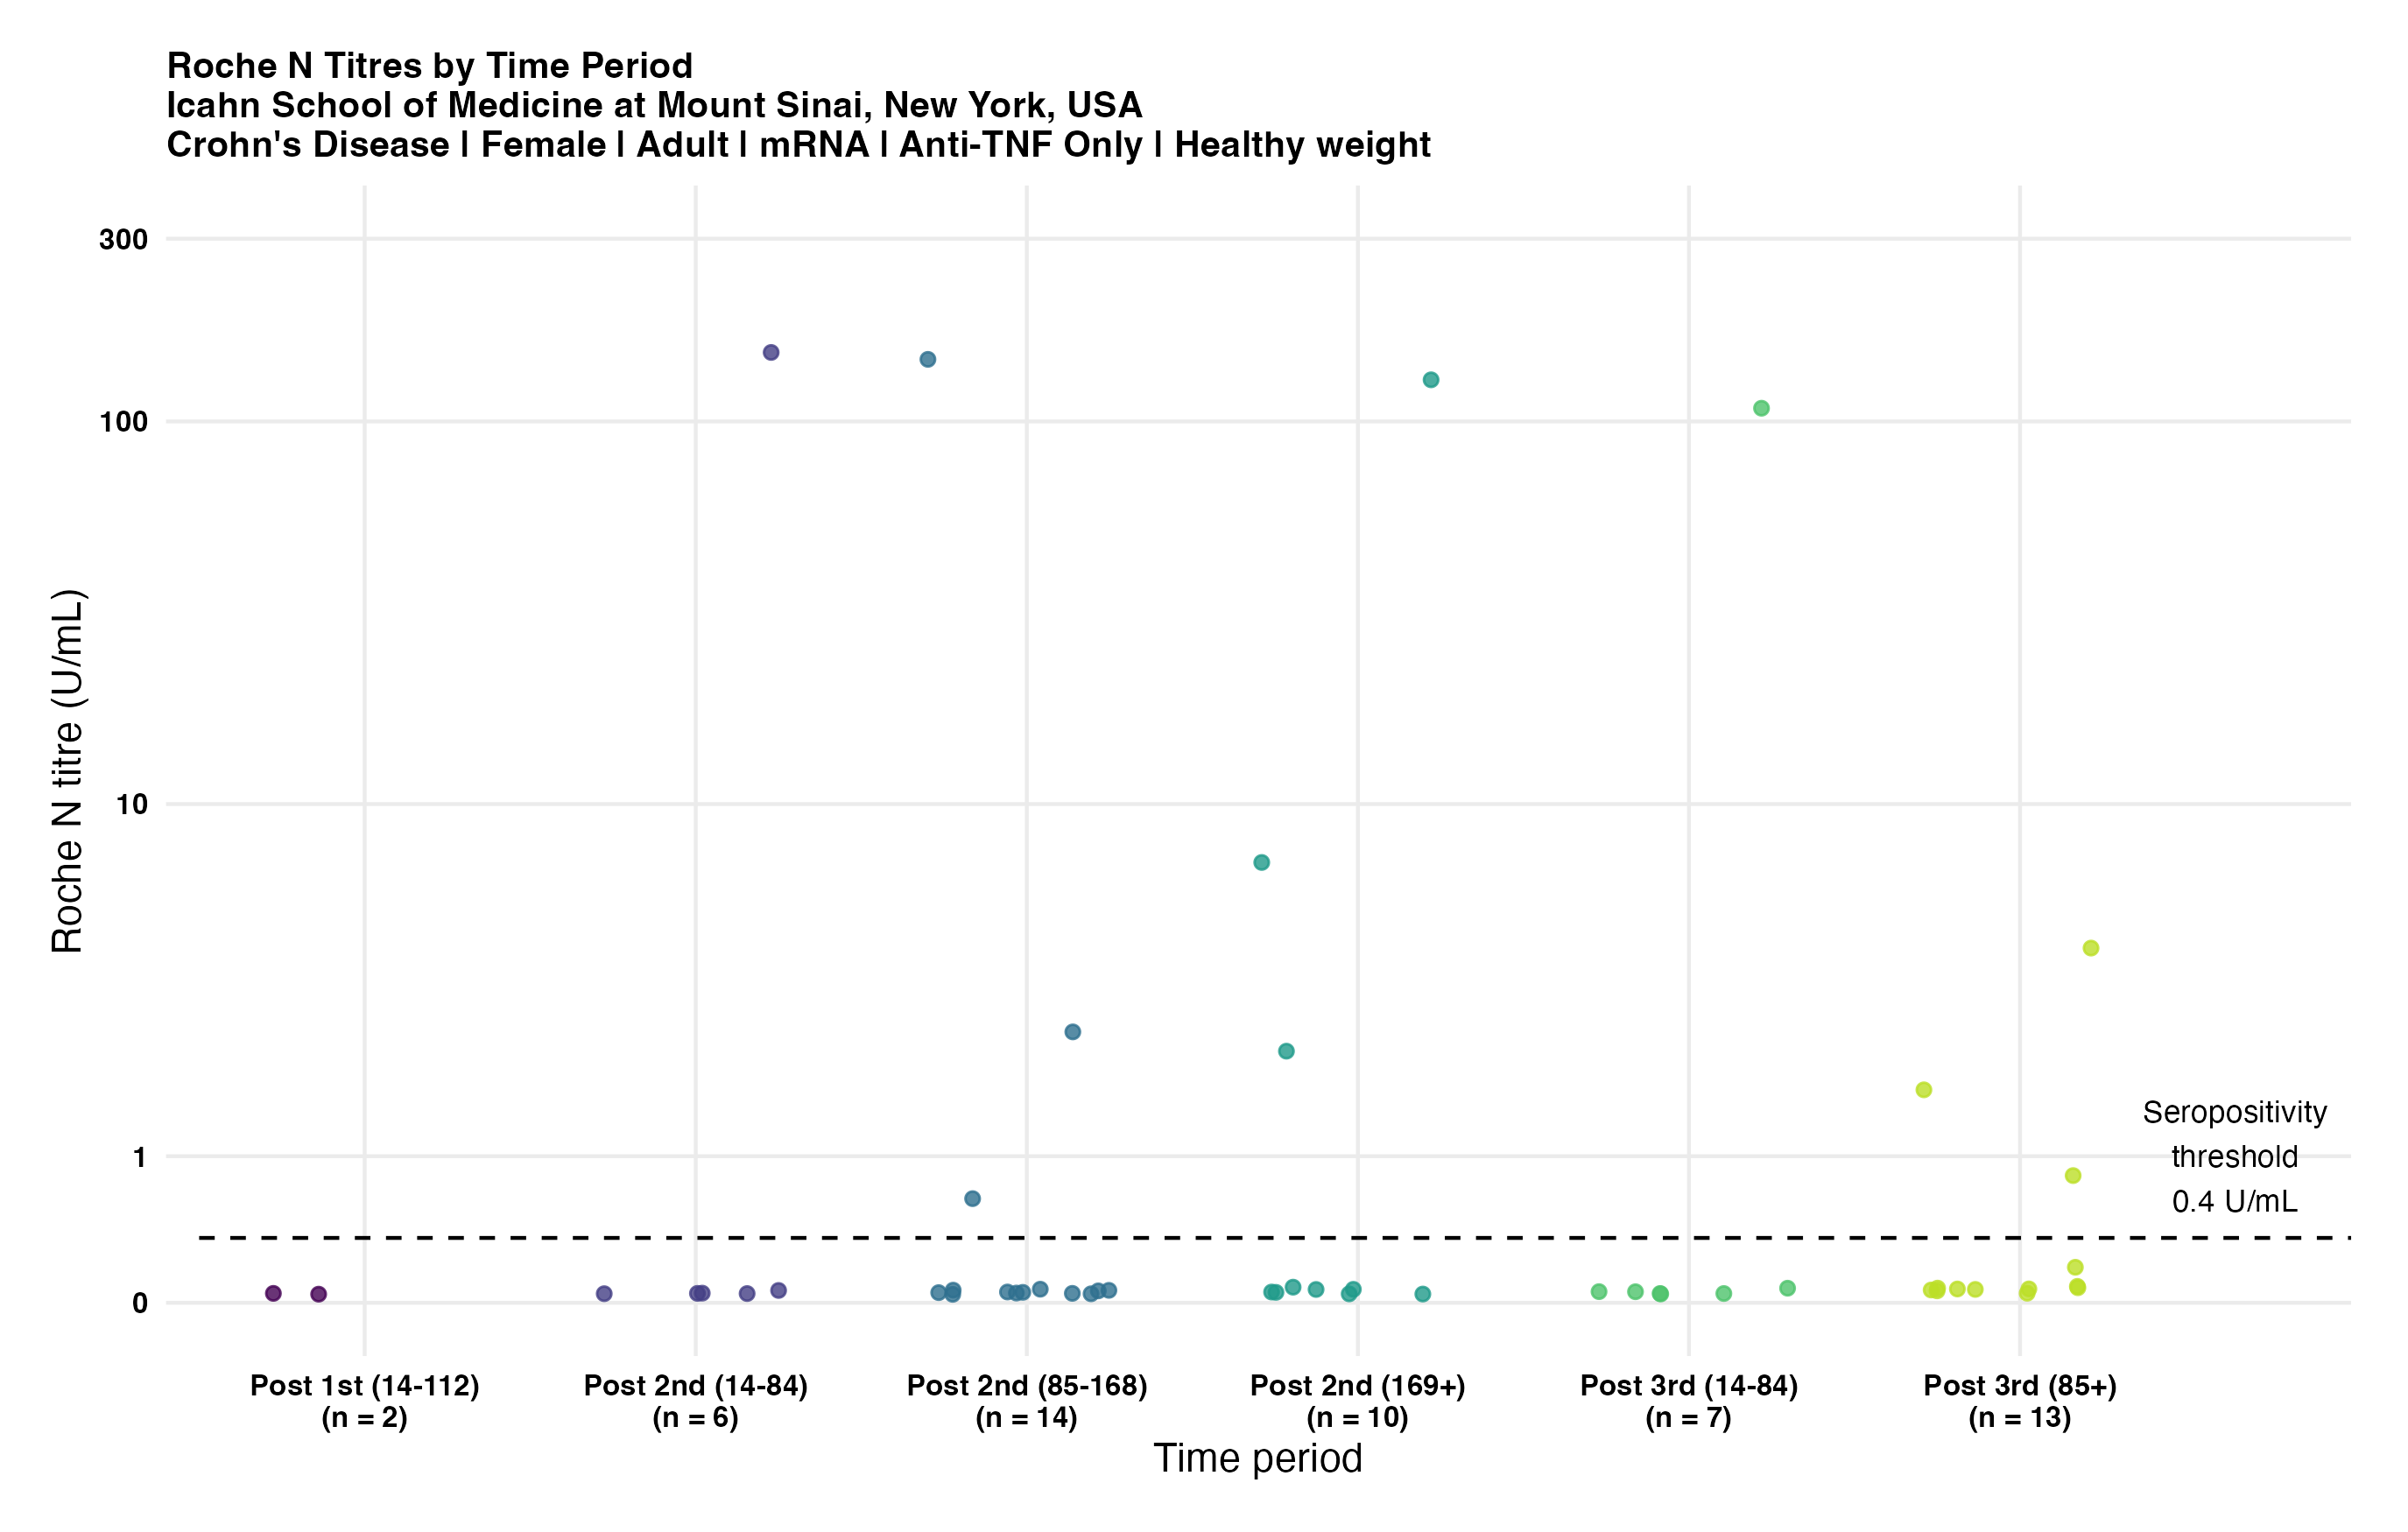 Roche N Titres by Time Period
Icahn School of Medicine at Mount Sinai, New York, USA
Crohn's Disease | Female | Adult | mRNA | Anti-TNF Only | Healthy weight
Roche N titre (U/mL)
300
100
10
1
0
Seropositivity
threshold
0.4 U/mL
Post 1st (14-112)
(n = 2)
Post 2nd (14-84)
(n = 6)
Post 2nd (85-168)
(n = 14)
Post 2nd (169+)
(n = 10)
Post 3rd (14-84)
(n = 7)
Post 3rd (85+)
(n = 13)
Time period